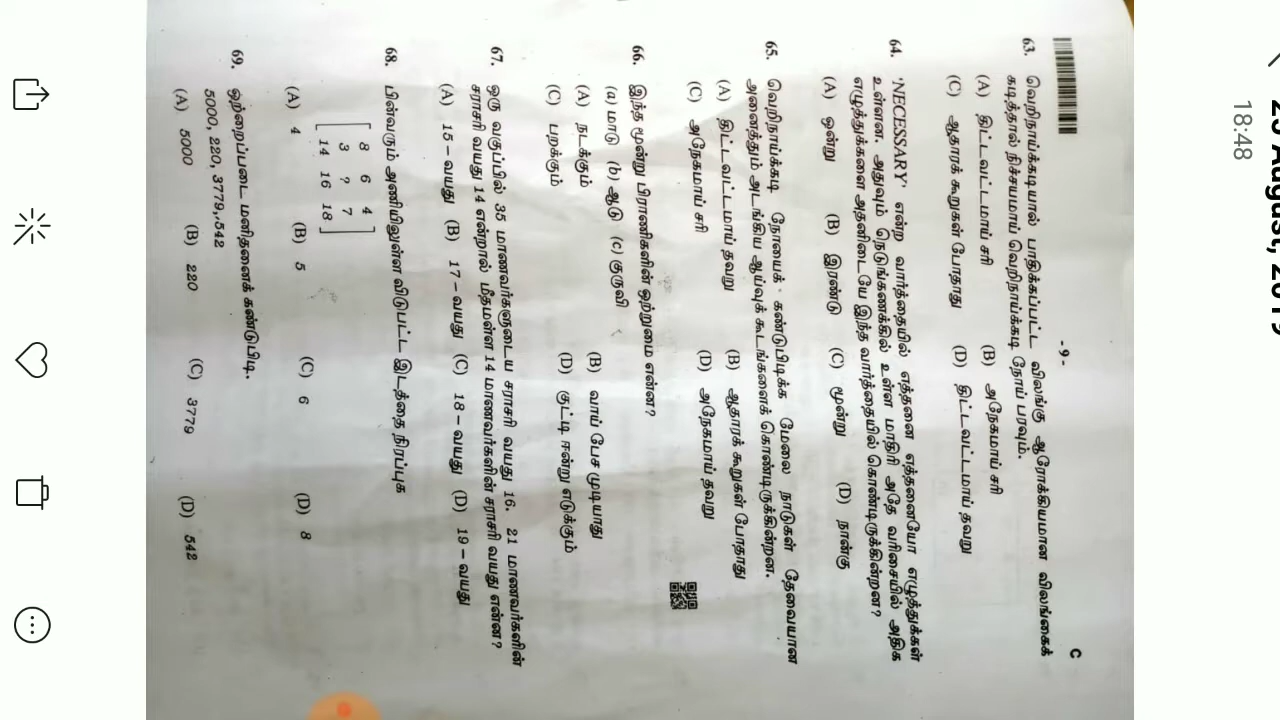 23 August, 2019
18:48
-9-
C
63. வெறிநாய்க்கடியால் பாதிக்கப்பட்ட விலங்கு ஆரோக்கியமான விலங்கைக்
கடித்தால் நிச்சயமாய் வெறிநாய்க்கடி நோய் பரவும்.
(A) திட்டவட்டமாய் சரி (B) அநேகமாய் சரி
(C) ஆதாரக் கூறுகள் போதாது (D) திட்டவட்டமாய் தவறு
64. 'NECESSARY' என்ற வார்த்தையில் எத்தனை எத்தனையோ எழுத்துக்கள்
உள்ளன. அதுவும் நெடுங்கணக்கில் உள்ள மாதிரி அதே வரிசையில் அதிக
எழுத்துக்களை அதனிடையே இந்த வார்த்தையில் கொண்டிருக்கின்றன?
(A) ஒன்று (B) இரண்டு (C) மூன்று (D) நான்கு
65. வெறிநாய்க்கடி நோயைக் கண்டுபிடிக்க மேலை நாடுகள் தேவையான
அனைத்தும் அடங்கிய ஆய்வுக் கூடங்களைக் கொண்டிருக்கின்றன.
(A) திட்டவட்டமாய் தவறு (B) ஆதாரக் கூறுகள் போதாது
(C) அநேகமாய் சரி (D) அநேகமாய் தவறு
66. இந்த மூன்று பிராணிகளின் ஒற்றுமை என்ன?
(a) மாடு (b) ஆடு (c) குருவி
(A) நடக்கும் (B) வாய் பேச முடியாது
(C) பறக்கும் (D) குட்டி ஈன்று எடுக்கும்
67. ஒரு வகுப்பில் 35 மாணவர்களுடைய சராசரி வயது 16. 21 மாணவர்களின்
சராசரி வயது 14 என்றால் மீதமுள்ள 14 மாணவர்களின் சராசரி வயது என்ன?
(A) 15 – வயது (B) 17 – வயது (C) 18 – வயது (D) 19 – வயது
68. பின்வரும் அணியிலுள்ள விடுபட்ட இடத்தை நிரப்புக
8 6 4
3 ? 7
14 16 18
(A) 4 (B) 5 (C) 6 (D) 8
69. ஒற்றைப்படை மனிதனைக் கண்டுபிடி.
5000, 220, 3779, 542
(A) 5000 (B) 220 (C) 3779 (D) 542